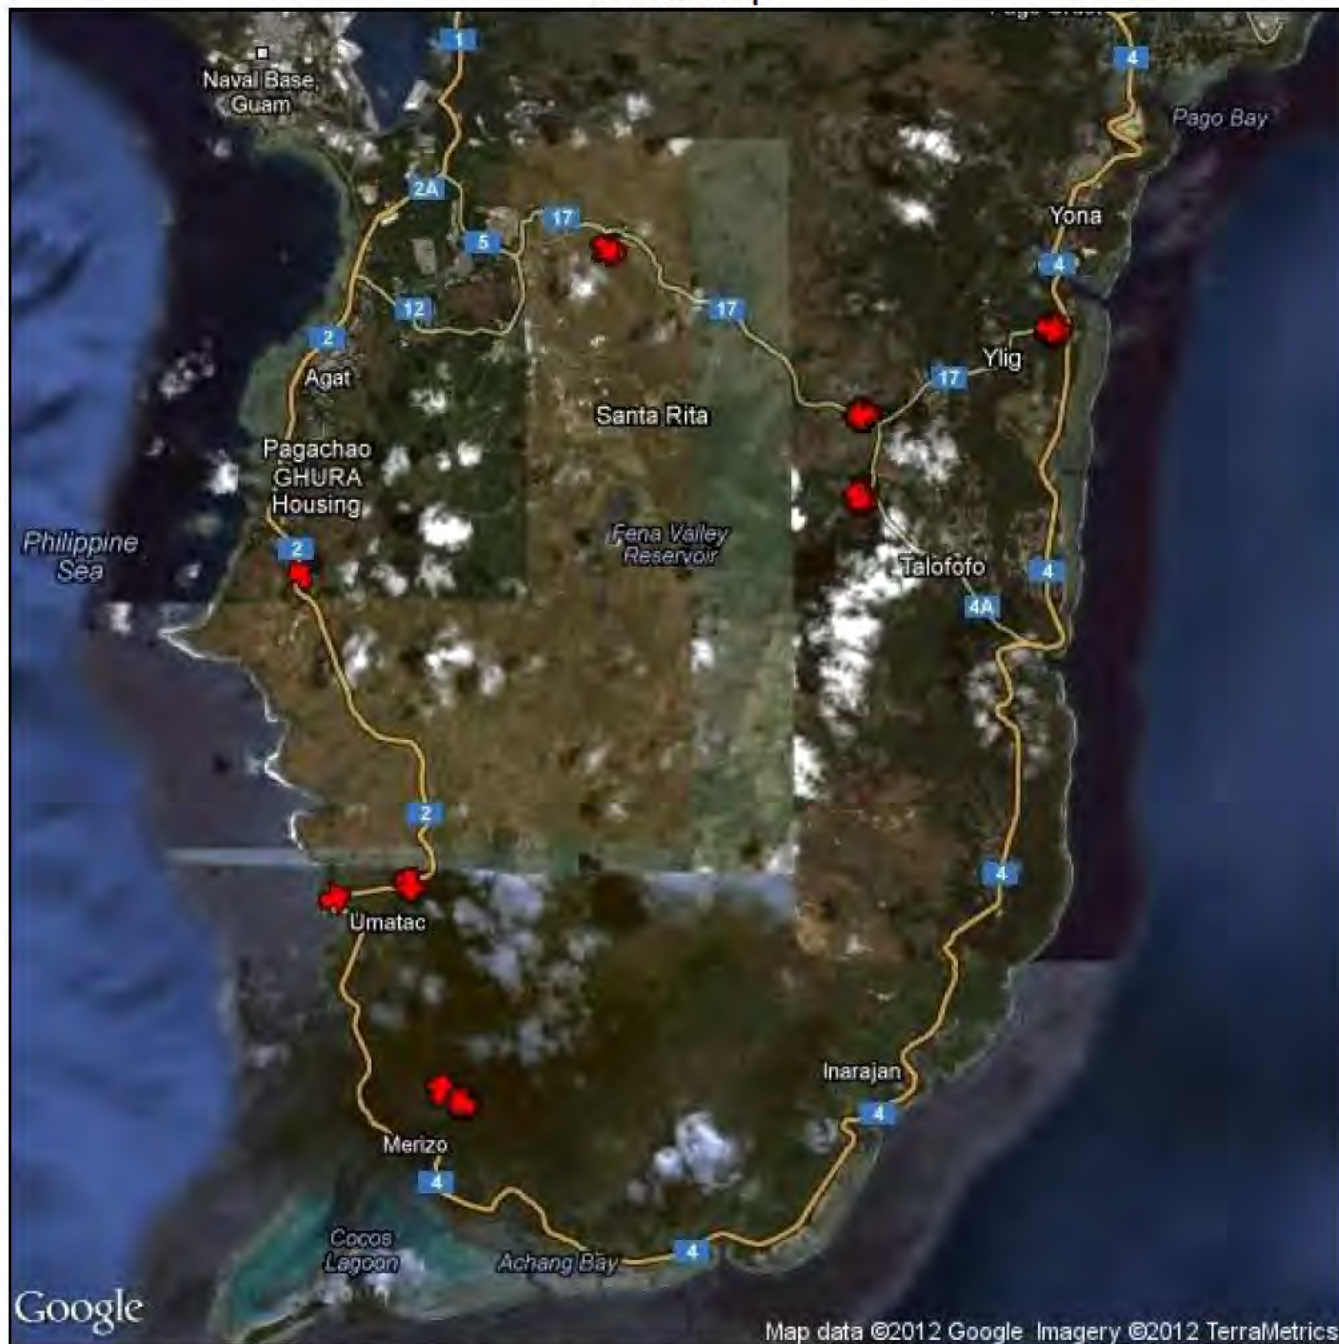 1
4
Naval Base,
Guam
Pago Bay
2A
17
Yona
5
4
12
17
2
Ylig
Agat
17
Santa Rita
Pagachao
GHURA
Housing
Philippine
Sea
2
Fena Valley
Reservoir
Talofofo
4
4A
2
4
Umatac
Inarajan
4
Merizo
4
Cocos
Lagoon
Achang Bay
4
Google
Map data ©2012 Google Imagery ©2012 TerraMetrics